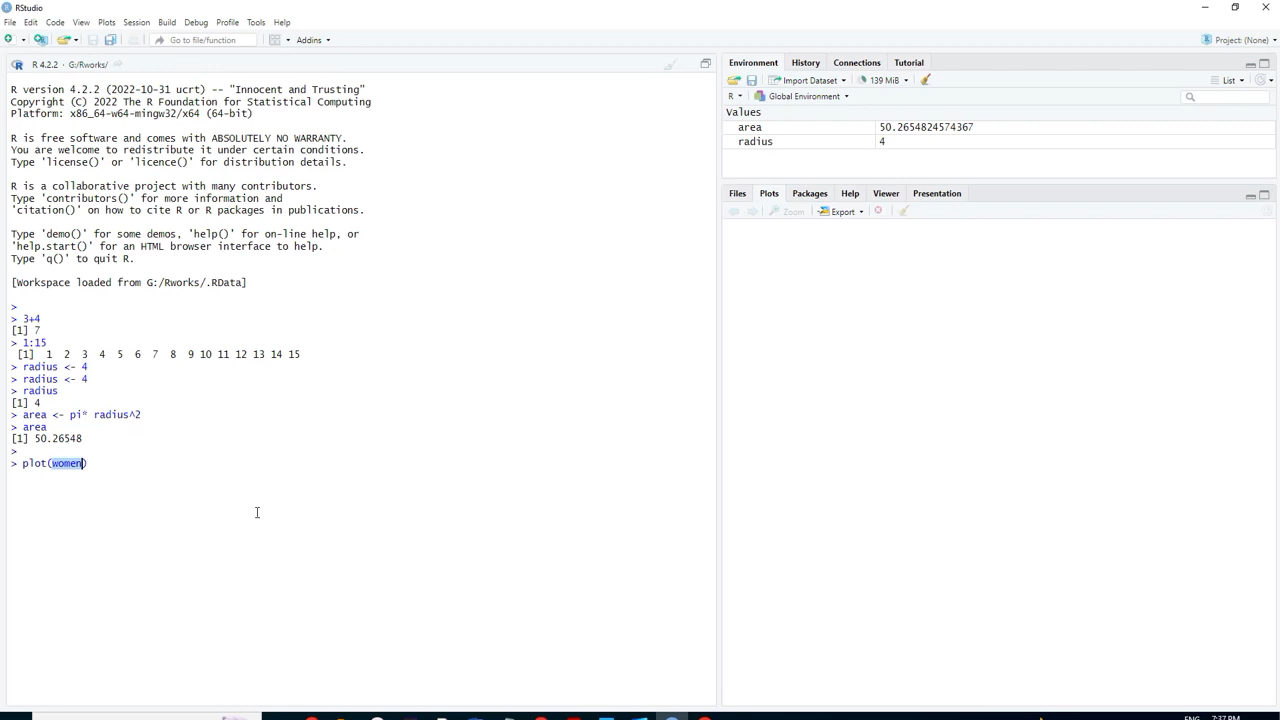 RStudio
File Edit Code View Plots Session Build Debug Profile Tools Help
Go to file/function Addins Project: (None)
R 4.2.2 · G:/Rworks/
R version 4.2.2 (2022-10-31 ucrt) -- "Innocent and Trusting"
Copyright (C) 2022 The R Foundation for Statistical Computing
Platform: x86_64-w64-mingw32/x64 (64-bit)
R is free software and comes with ABSOLUTELY NO WARRANTY.
You are welcome to redistribute it under certain conditions.
Type 'license()' or 'licence()' for distribution details.
R is a collaborative project with many contributors.
Type 'contributors()' for more information and
'citation()' on how to cite R or R packages in publications.
Type 'demo()' for some demos, 'help()' for on-line help, or
'help.start()' for an HTML browser interface to help.
Type 'q()' to quit R.
[Workspace loaded from G:/Rworks/.RData]
>
> 3+4
[1] 7
> 1:15
[1] 1 2 3 4 5 6 7 8 9 10 11 12 13 14 15
> radius <- 4
> radius <- 4
> radius
[1] 4
> area <- pi* radius^2
> area
[1] 50.26548
>
> plot(women)
Environment History Connections Tutorial
Import Dataset 139 MiB List
R Global Environment
Values
area 50.2654824574367
radius 4
Files Plots Packages Help Viewer Presentation
Zoom Export
ENG 7:37 PM